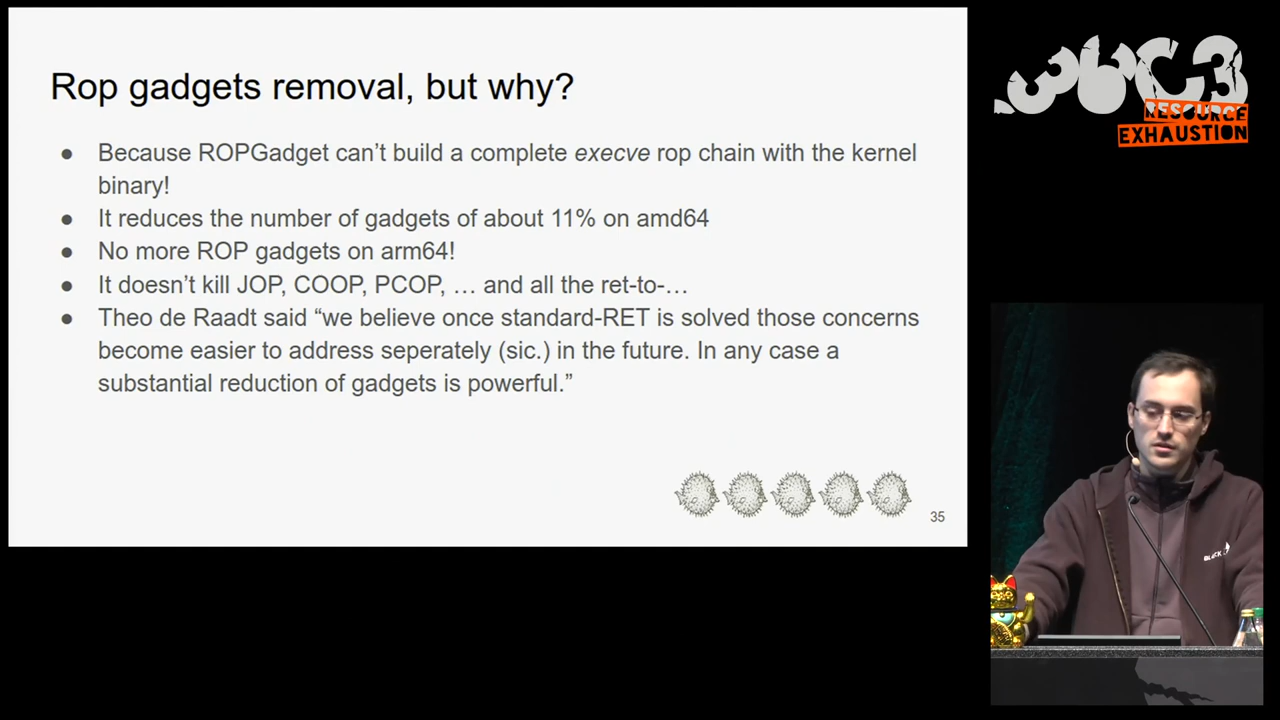 Rop gadgets removal, but why?
● Because ROPGadget can’t build a complete execve rop chain with the kernel
binary!
● It reduces the number of gadgets of about 11% on amd64
● No more ROP gadgets on arm64!
● It doesn’t kill JOP, COOP, PCOP, … and all the ret-to-…
● Theo de Raadt said “we believe once standard-RET is solved those concerns
become easier to address seperately (sic.) in the future. In any case a
substantial reduction of gadgets is powerful.”
35
36C3
RESOURCE
EXHAUSTION